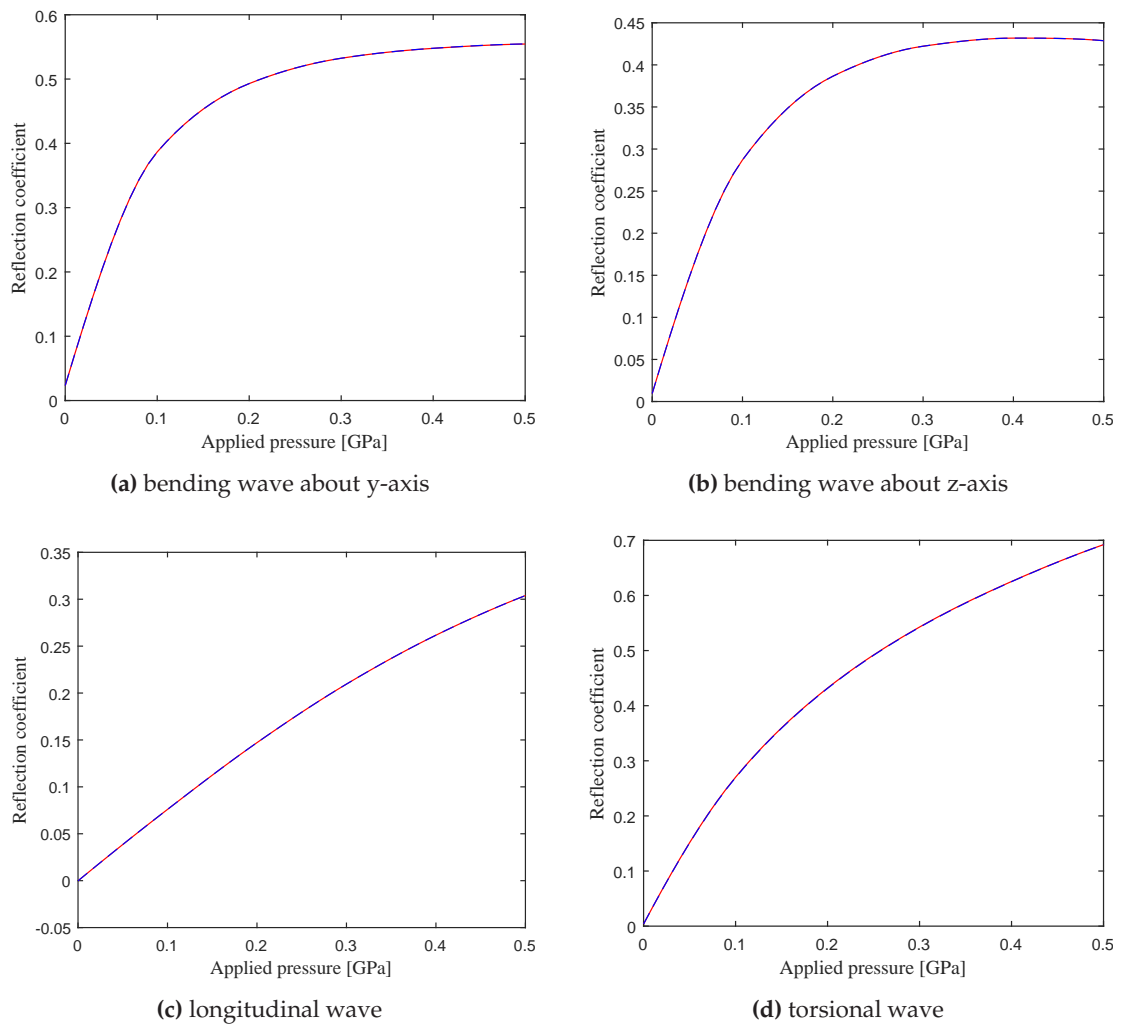 0.6
0.5
0.4
0.3
0.2
0.1
0
Reflection coefficient
0 0.1 0.2 0.3 0.4 0.5
Applied pressure [GPa]
(a) bending wave about y-axis
0.45
0.4
0.35
0.3
0.25
0.2
0.15
0.1
0.05
0
Reflection coefficient
0 0.1 0.2 0.3 0.4 0.5
Applied pressure [GPa]
(b) bending wave about z-axis
0.35
0.3
0.25
0.2
0.15
0.1
0.05
0
-0.05
Reflection coefficient
0 0.1 0.2 0.3 0.4 0.5
Applied pressure [GPa]
(c) longitudinal wave
0.7
0.6
0.5
0.4
0.3
0.2
0.1
0
Reflection coefficient
0 0.1 0.2 0.3 0.4 0.5
Applied pressure [GPa]
(d) torsional wave